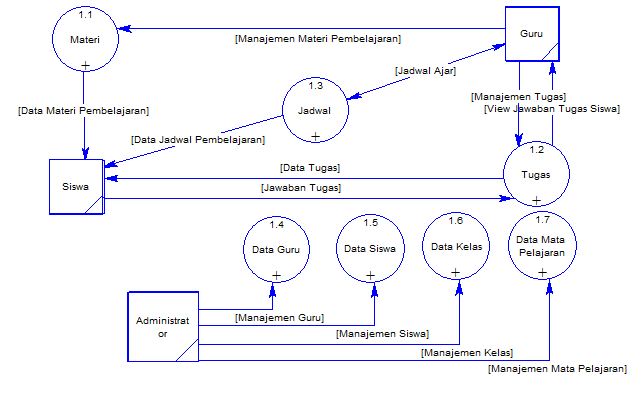 1.1
Materi
[Manajemen Materi Pembelajaran]
Guru
[Jadwal Ajar]
1.3
Jadwal
[Data Materi Pembelajaran]
[Manajemen Tugas]
[View Jawaban Tugas Siswa]
[Data Jadwal Pembelajaran]
1.2
Tugas
[Data Tugas]
Siswa
[Jawaban Tugas]
1.4
Data Guru
1.5
Data Siswa
1.6
Data Kelas
1.7
Data Mata
Pelajaran
Administrat
or
[Manajemen Guru]
[Manajemen Siswa]
[Manajemen Kelas]
[Manajemen Mata Pelajaran]